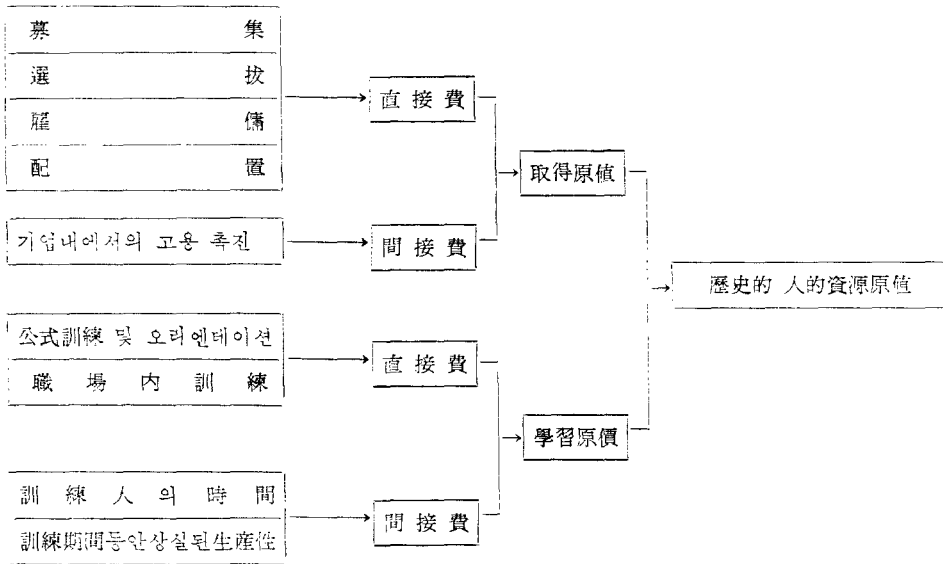 募集
選拔
雇傭
配置
直接費
取得原値
기업내에서의 고용 촉진
間接費
歷史的 人的資源原值
公式訓練 및 오리엔테이션
職場內訓練
直接費
學習原價
訓練人의 時間
訓練期間동안상실된生産性
間接費